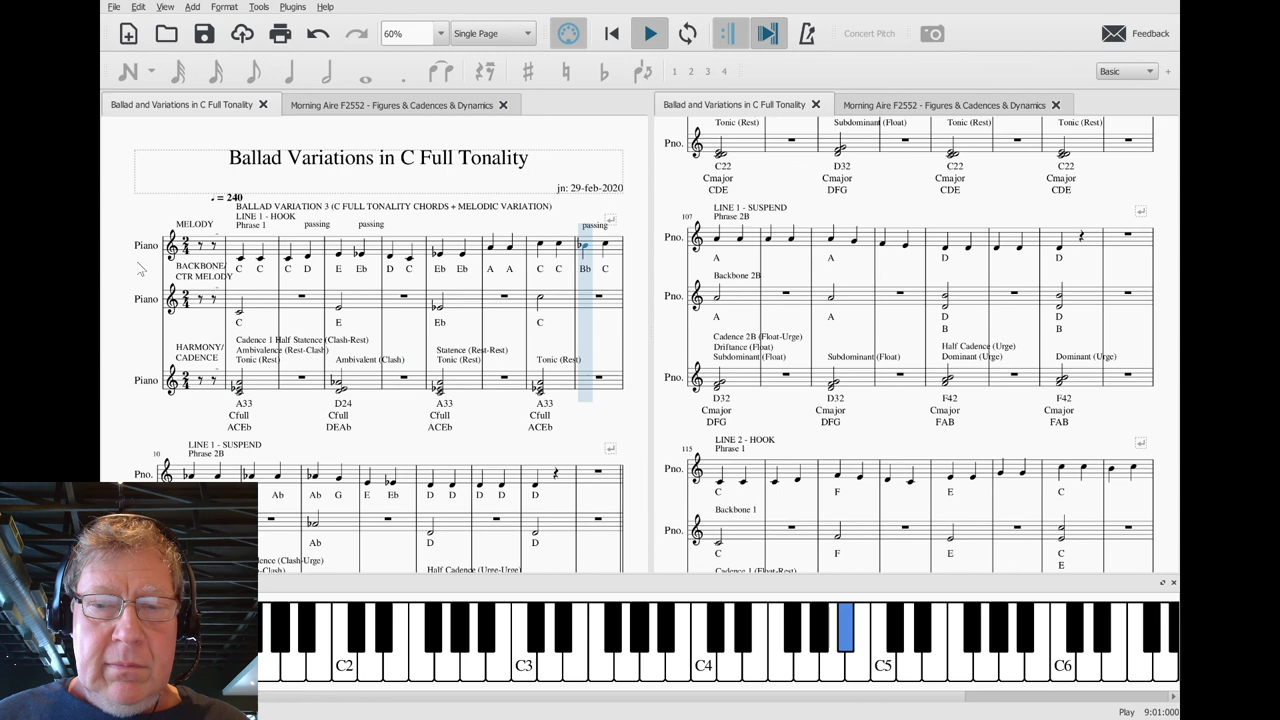 File Edit View Add Format Tools Plugins Help
60% Single Page Concert Pitch Feedback
1 2 3 4 Basic +
Ballad and Variations in C Full Tonality
Morning Aire F2552 - Figures & Cadences & Dynamics
Ballad and Variations in C Full Tonality
Morning Aire F2552 - Figures & Cadences & Dynamics
Ballad Variations in C Full Tonality
jn: 29-feb-2020
= 240
BALLAD VARIATION 3 (C FULL TONALITY CHORDS + MELODIC VARIATION)
LINE 1 - HOOK
MELODY Phrase 1 passing passing passing
Piano
BACKBONE/
CTR MELODY
C C C D E Eb D C Eb Eb A A C C Bb C
Piano
C E Eb C
HARMONY/
CADENCE
Cadence 1 Half Statence (Clash-Rest)
Ambivalence (Rest-Clash) Statence (Rest-Rest)
Tonic (Rest) Ambivalent (Clash) Tonic (Rest) Tonic (Rest)
Piano
A33 D24 A33 A33
Cfull Cfull Cfull Cfull
ACEb DEAb ACEb ACEb
LINE 1 - SUSPEND
10 Phrase 2B
Pno.
Ab Ab G E Eb D D D D D
Ab D D
Half Cadence (Urge-Urge)
Tonic (Rest) Subdominant (Float) Tonic (Rest) Tonic (Rest)
Pno.
C22 D32 C22 C22
Cmajor Cmajor Cmajor Cmajor
CDE DFG CDE CDE
LINE 1 - SUSPEND
107 Phrase 2B
Pno.
A A D D
Backbone 2B
Pno.
A A D D
B B
Cadence 2B (Float-Urge)
Driftance (Float) Half Cadence (Urge)
Subdominant (Float) Subdominant (Float) Dominant (Urge) Dominant (Urge)
Pno.
D32 D32 F42 F42
Cmajor Cmajor Cmajor Cmajor
DFG DFG FAB FAB
LINE 2 - HOOK
115 Phrase 1
Pno.
C F E C
Backbone 1
Pno.
C F E C
E
Cadence 1 (Float-Rest)
C2 C3 C4 C5 C6
Play 9:01:000